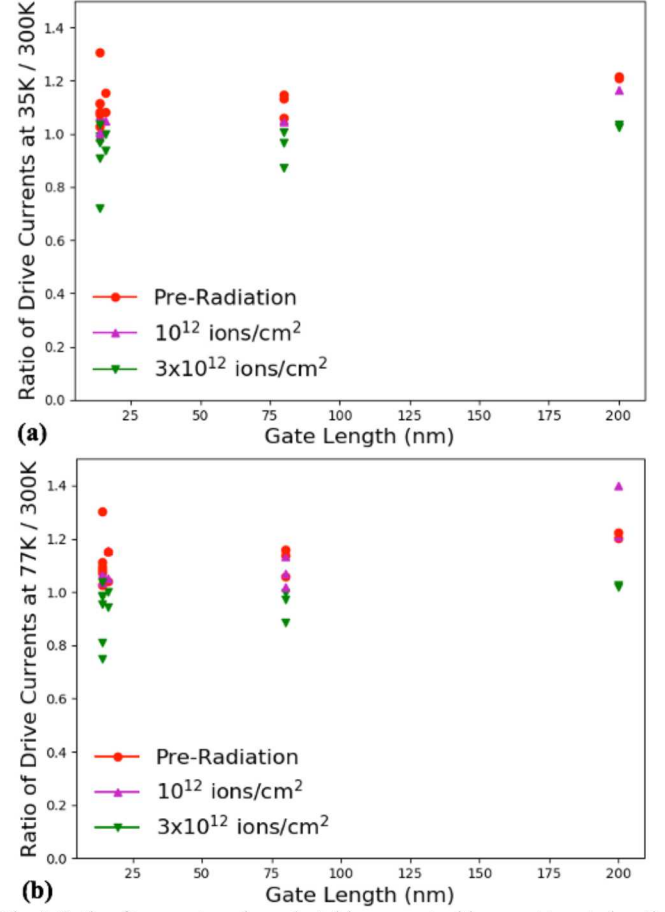 1.4
1.2
1.0
0.8
0.6
0.4
0.2
0.0
Ratio of Drive Currents at 35K / 300K
Pre-Radiation
10¹² ions/cm²
3x10¹² ions/cm²
25 50 75 100 125 150 175 200
(a)
Gate Length (nm)
1.4
1.2
1.0
0.8
0.6
0.4
0.2
0.0
Ratio of Drive Currents at 77K / 300K
Pre-Radiation
10¹² ions/cm²
3x10¹² ions/cm²
25 50 75 100 125 150 175 200
(b)
Gate Length (nm)